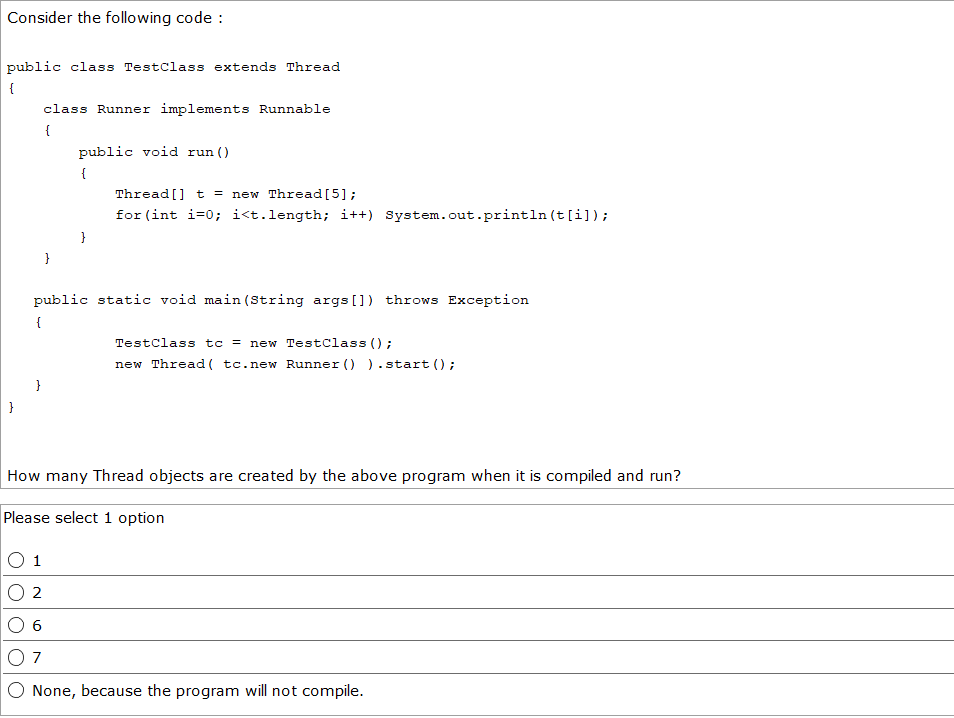 Consider the following code :
public class TestClass extends Thread
{
class Runner implements Runnable
{
public void run()
{
Thread[] t = new Thread[5];
for(int i=0; i<t.length; i++) System.out.println(t[i]);
}
}
public static void main(String args[]) throws Exception
{
TestClass tc = new TestClass();
new Thread( tc.new Runner() ).start();
}
}
How many Thread objects are created by the above program when it is compiled and run?
Please select 1 option
1
2
6
7
None, because the program will not compile.